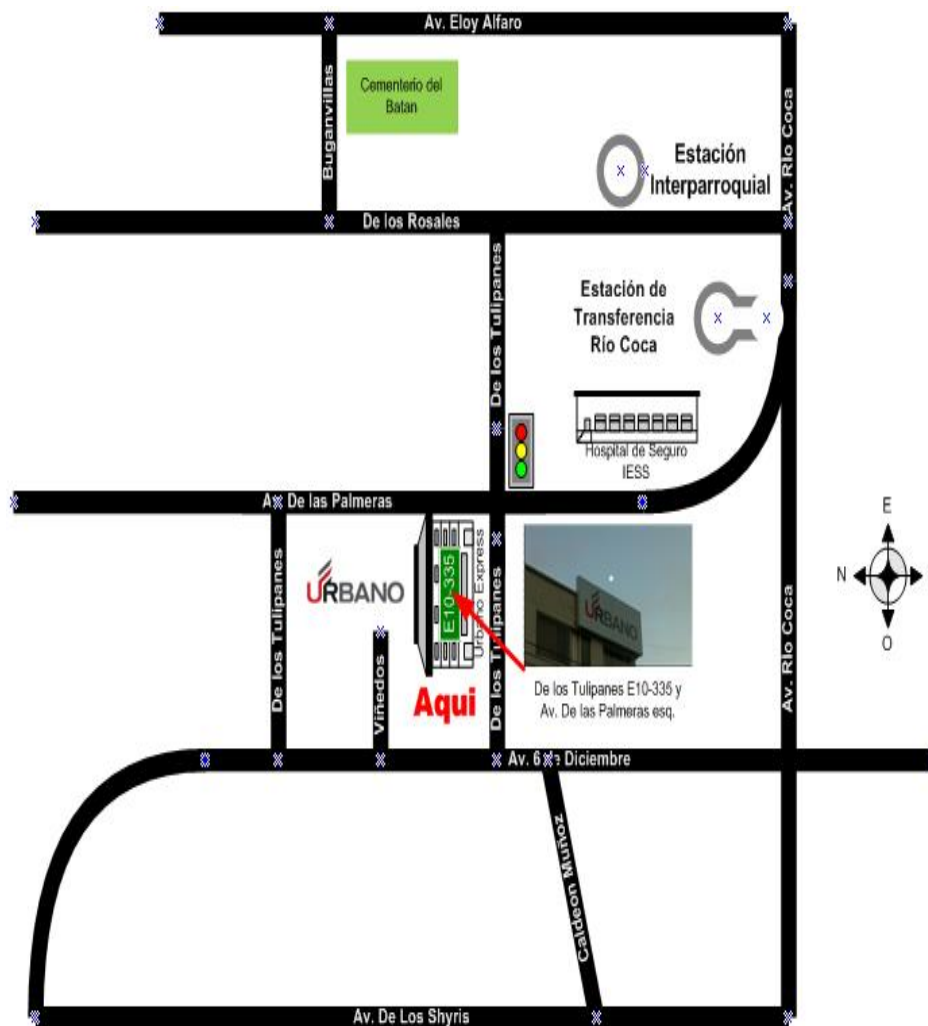 Av. Eloy Alfaro
Cementerio del
Batan
Buganvillas
Av. RIo Coca
Estación
Interparroquial
De los Rosales
De los Tulipanes
Estación de
Transferencia
Río Coca
Hospital de Seguro
IESS
Av. De las Palmeras
De los Tulipanes
URBANO
E10-335
Urbano Express
De los Tulipanes
URBANO
E
N
O
Viñedos
Aqui
De los Tulipanes E10-335 y
Av. De las Palmeras esq.
Av. RIo Coca
Av. 6 de Diciembre
Caldeon Muñoz
Av. De Los Shyris